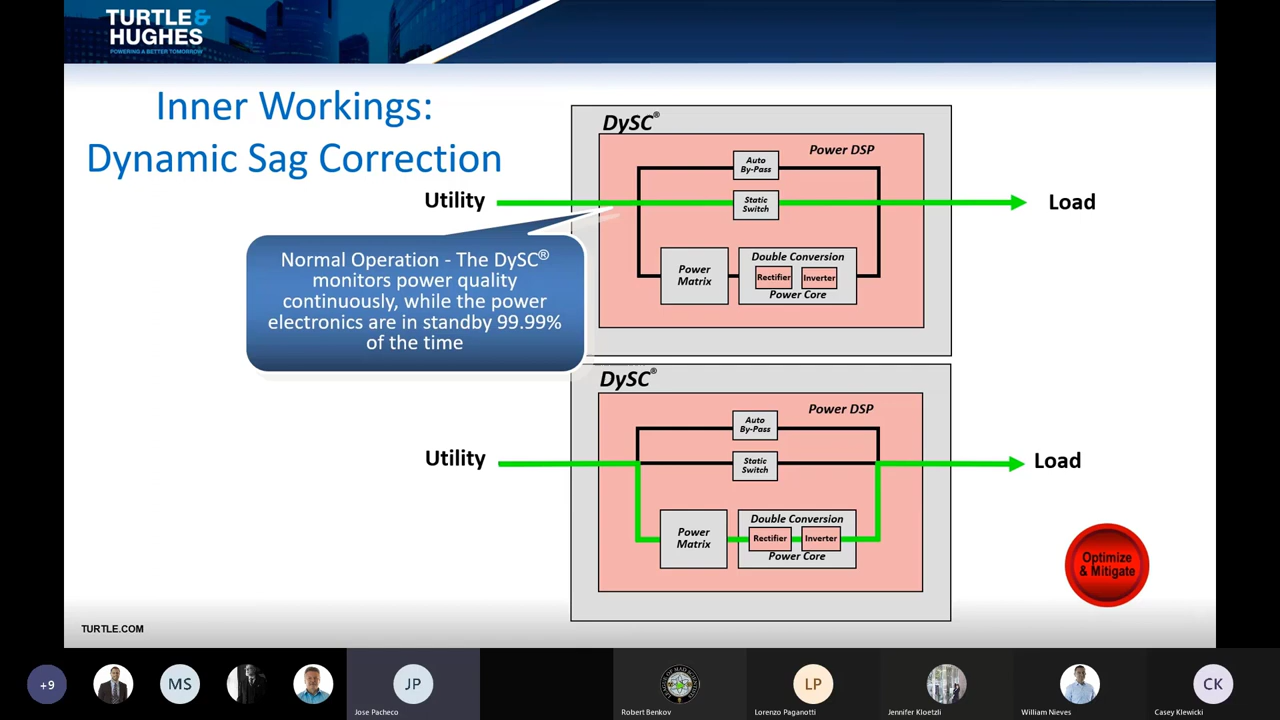 TURTLE&
HUGHES
POWERING A BETTER TOMORROW
Inner Workings:
Dynamic Sag Correction
DySC®
Power DSP
Auto
By-Pass
Utility
Static
Switch
Load
Normal Operation - The DySC®
monitors power quality
continuously, while the power
electronics are in standby 99.99%
of the time
Power
Matrix
Double Conversion
Rectifier
Inverter
Power Core
DySC®
Power DSP
Auto
By-Pass
Utility
Static
Switch
Load
Power
Matrix
Double Conversion
Rectifier
Inverter
Power Core
Optimize
& Mitigate
TURTLE.COM
+9
MS
JP
Jose Pacheco
Robert Benkov
LP
Lorenzo Paganotti
Jennifer Kloetzli
William Nieves
CK
Casey Klewicki